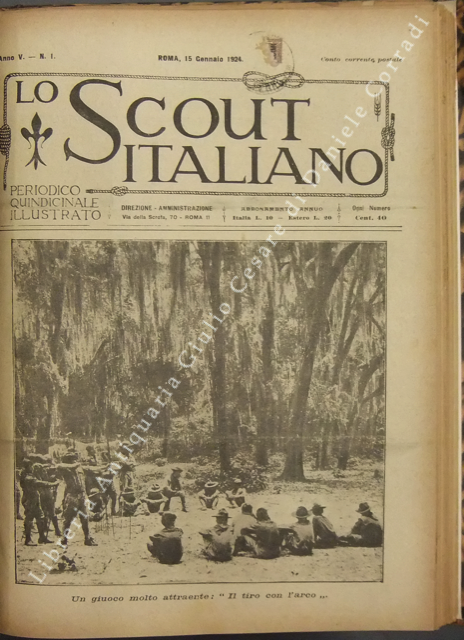 Anno V. — N. 1.
ROMA, 15 Gennaio 1924.
Conto corrente postale
LO SCOUT ITALIANO
PERIODICO
QUINDICINALE
ILLUSTRATO
DIREZIONE - AMMINISTRAZIONE
Via della Scrofa, 70 - ROMA
ABBONAMENTO ANNUO
Italia L. 10 — Estero L. 20
Ogni Numero
Cent. 40
Un giuoco molto attraente: " Il tiro con l'arco „.
Libreria Antiquaria Giulio Cesare di Daniele Corradi